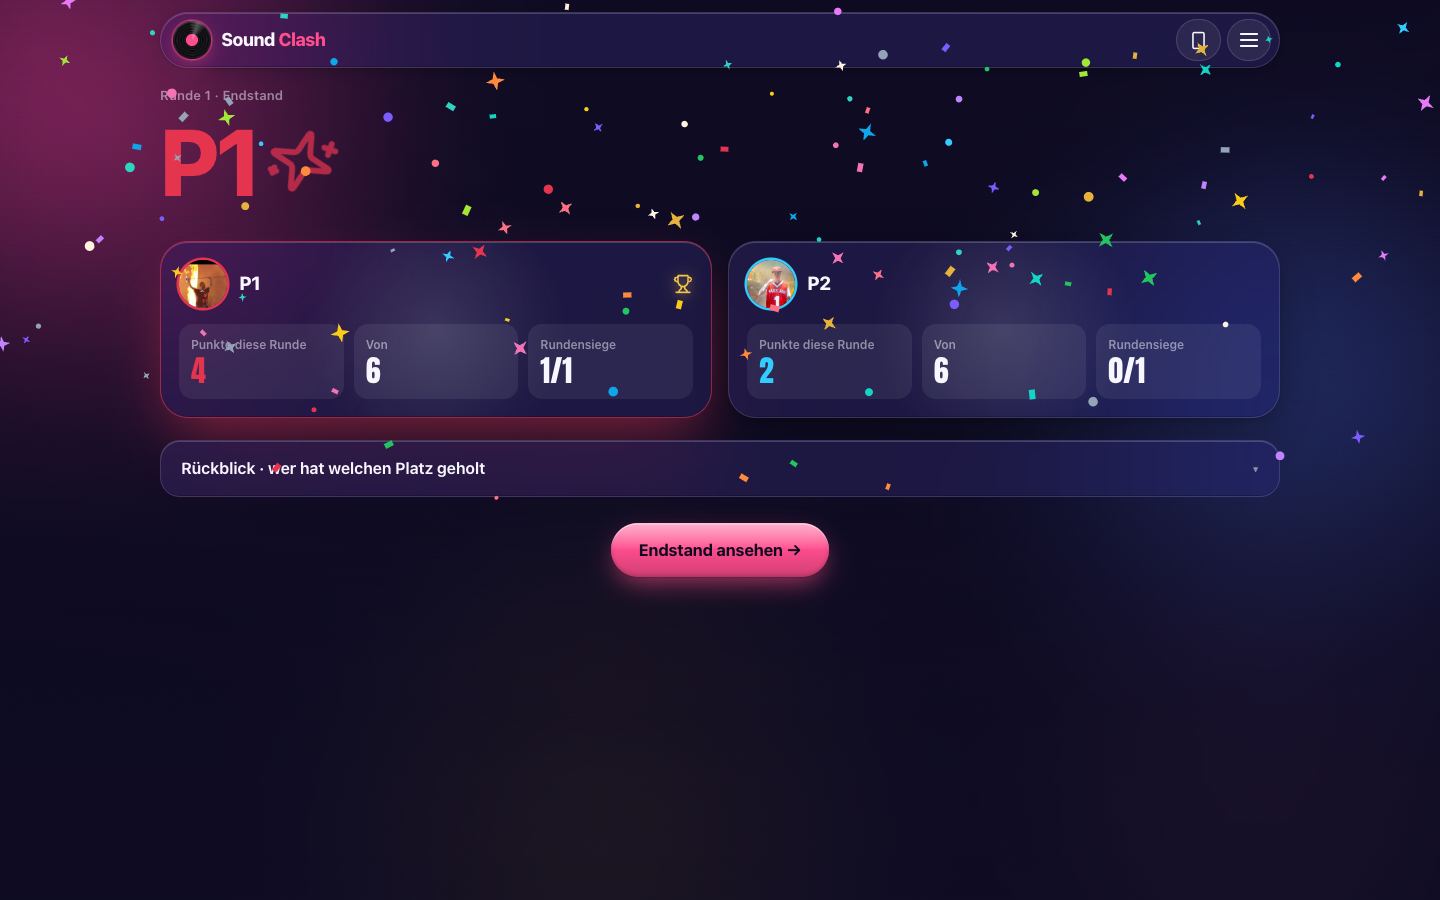 Sound Clash
Runde 1 · Endstand
P1
P1
Punkte diese Runde
4
Von
6
Rundensiege
1/1
P2
Punkte diese Runde
2
Von
6
Rundensiege
0/1
Rückblick · wer hat welchen Platz geholt
Endstand ansehen →